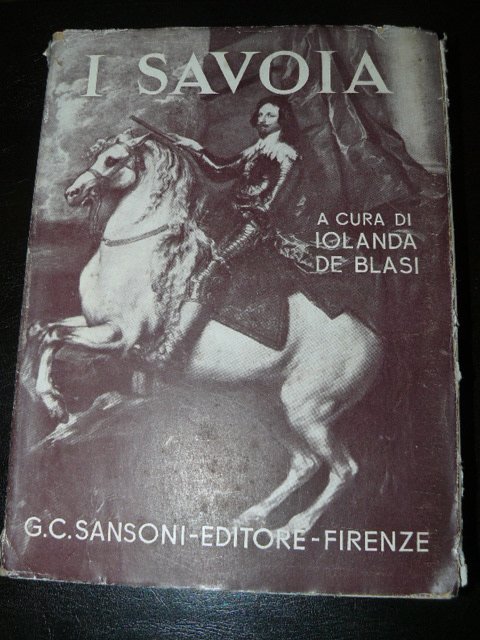 I SAVOIA
A CURA DI
IOLANDA
DE BLASI
G.C.SANSONI-EDITORE-FIRENZE